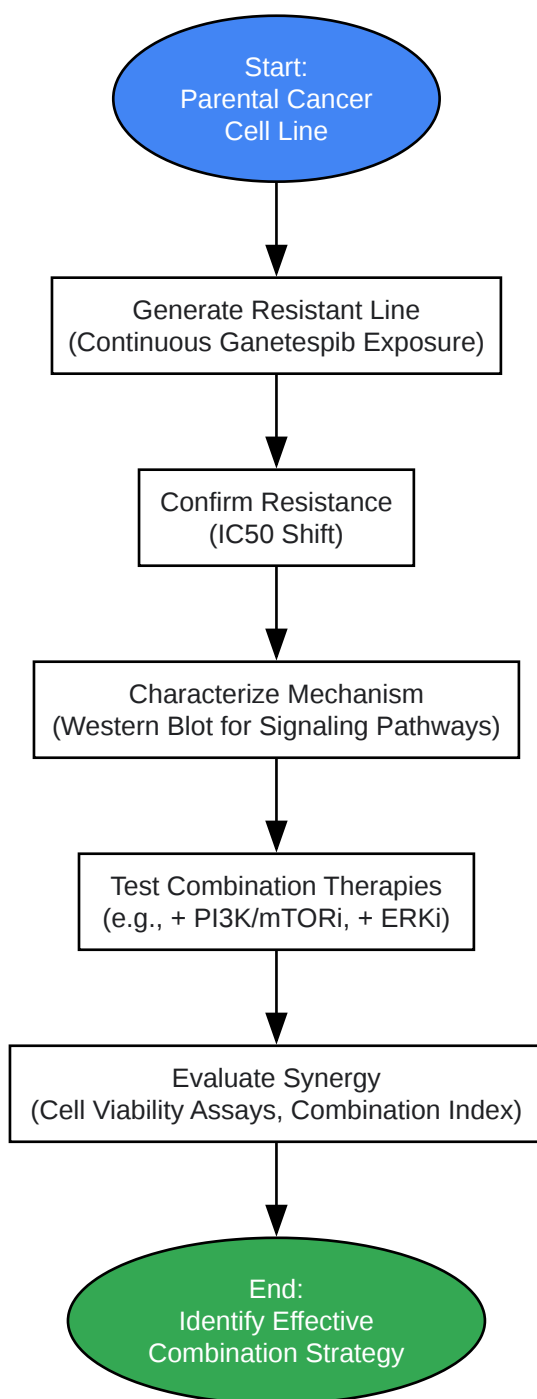 Start:
Parental Cancer
Cell Line
Generate Resistant Line
(Continuous Ganetespib Exposure)
Confirm Resistance
(IC50 Shift)
Characterize Mechanism
(Western Blot for Signaling Pathways)
Test Combination Therapies
(e.g., + PI3K/mTORi, + ERKi)
Evaluate Synergy
(Cell Viability Assays, Combination Index)
End:
Identify Effective
Combination Strategy